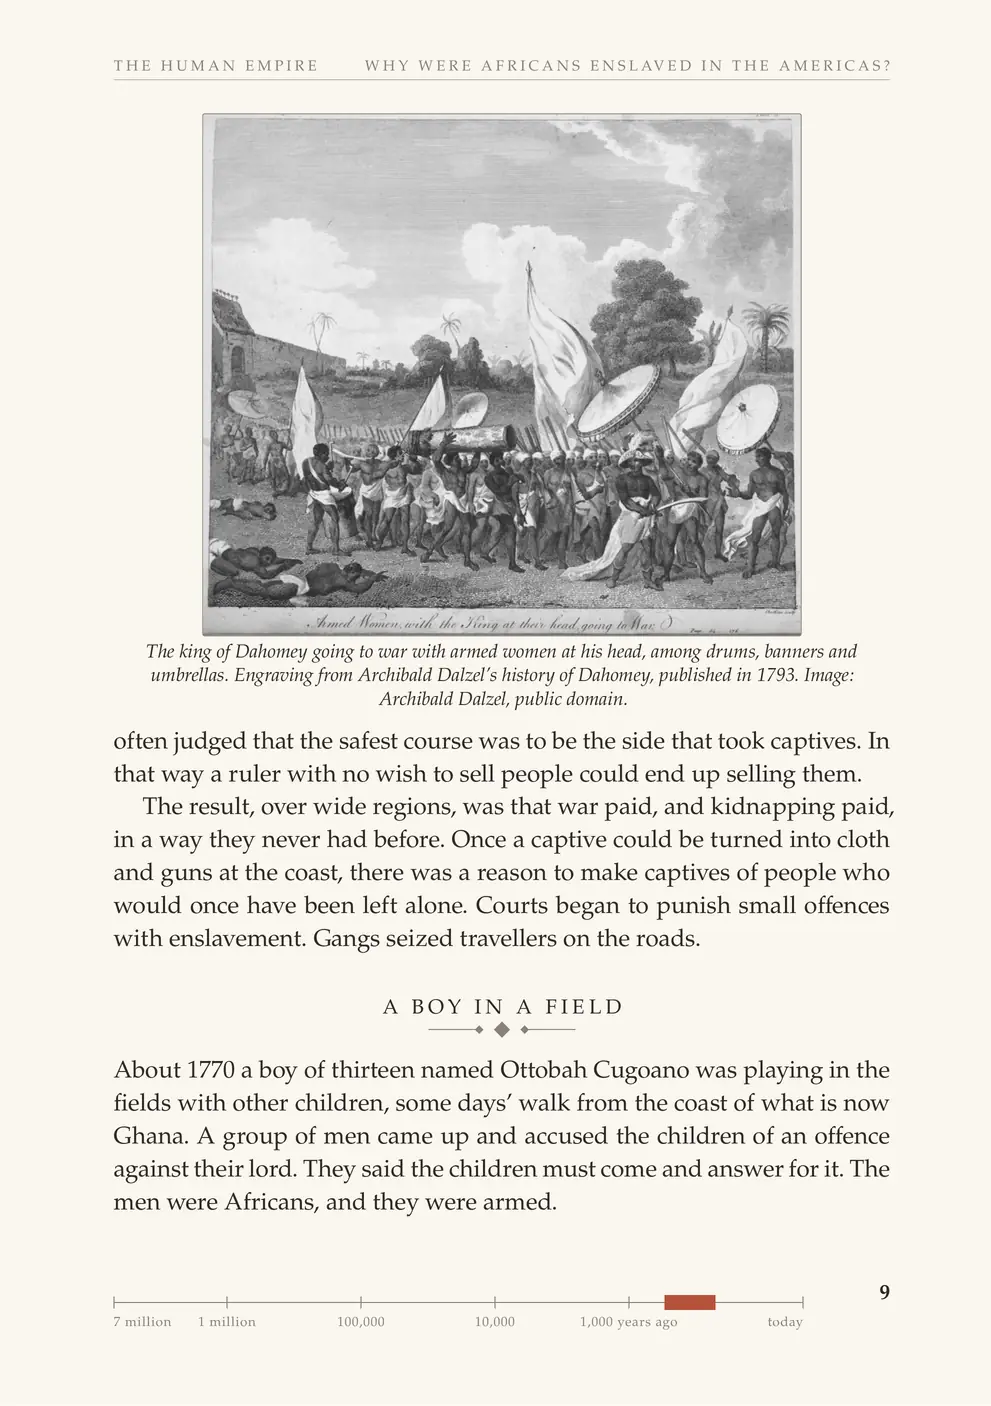 THE HUMAN EMPIRE WHY WERE AFRICANS ENSLAVED IN THE AMERICAS?
Armed Women, with the King at their head, going to War.
The king of Dahomey going to war with armed women at his head, among drums, banners and
umbrellas. Engraving from Archibald Dalzel’s history of Dahomey, published in 1793. Image:
Archibald Dalzel, public domain.
often judged that the safest course was to be the side that took captives. In
that way a ruler with no wish to sell people could end up selling them.
The result, over wide regions, was that war paid, and kidnapping paid,
in a way they never had before. Once a captive could be turned into cloth
and guns at the coast, there was a reason to make captives of people who
would once have been left alone. Courts began to punish small offences
with enslavement. Gangs seized travellers on the roads.
A BOY IN A FIELD
About 1770 a boy of thirteen named Ottobah Cugoano was playing in the
fields with other children, some days’ walk from the coast of what is now
Ghana. A group of men came up and accused the children of an offence
against their lord. They said the children must come and answer for it. The
men were Africans, and they were armed.
9
7 million 1 million 100,000 10,000 1,000 years ago today